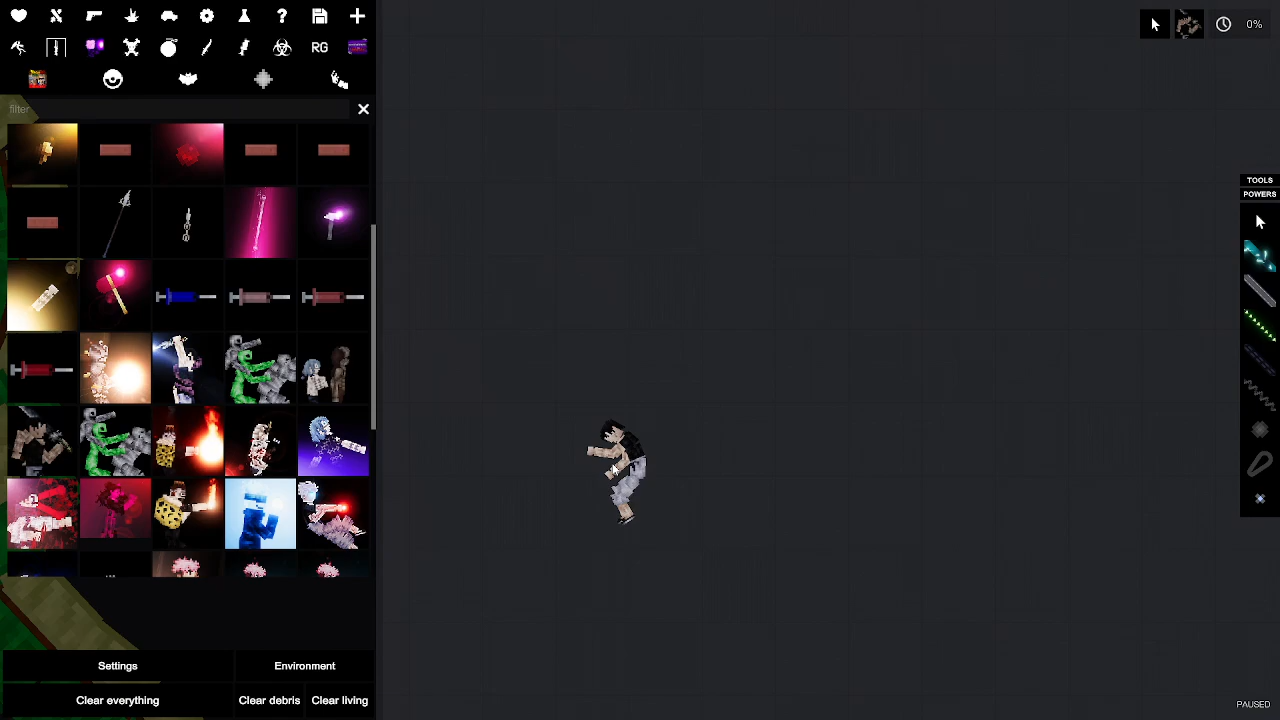 RG
0%
filter
TOOLS
POWERS
Settings
Environment
Clear everything
Clear debris
Clear living
PAUSED